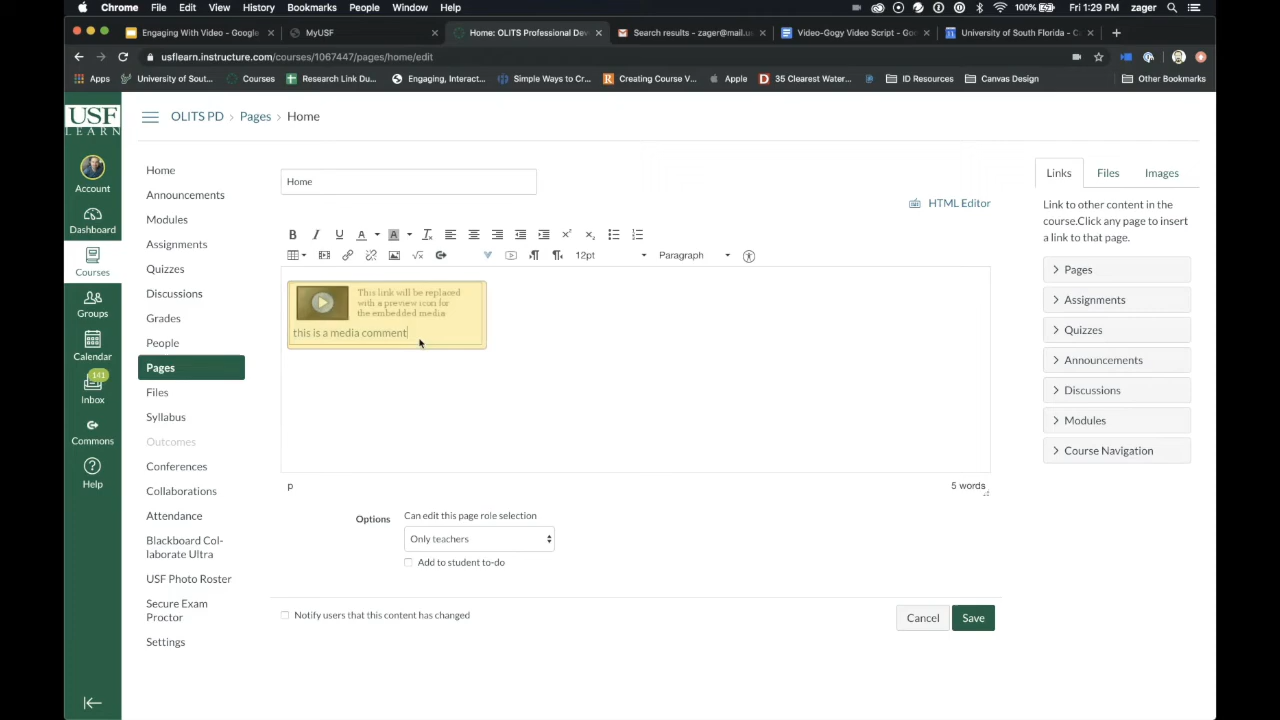 Chrome File Edit View History Bookmarks People Window Help 100% Fri 1:29 PM zager
Engaging With Video - Google MyUSF Home: OLITS Professional Dev Search results - zager@mail.us Video-Gogy Video Script - Goo University of South Florida - Ca
usflearn.instructure.com/courses/1067447/pages/home/edit
Apps University of Sout... Courses Research Link Du... Engaging, Interact... Simple Ways to Cr... Creating Course V... Apple 35 Clearest Water... ID Resources Canvas Design Other Bookmarks
USF
LEARN
Account
Dashboard
Courses
Groups
Calendar
141
Inbox
Commons
Help
OLITS PD > Pages > Home
Home
Announcements
Modules
Assignments
Quizzes
Discussions
Grades
People
Pages
Files
Syllabus
Outcomes
Conferences
Collaborations
Attendance
Blackboard Col-
laborate Ultra
USF Photo Roster
Secure Exam
Proctor
Settings
Home
HTML Editor
B I U A A
12pt Paragraph
This link will be replaced
with a preview icon for
the embedded media
this is a media comment
p 5 words
Options Can edit this page role selection
Only teachers
Add to student to-do
Notify users that this content has changed
Cancel Save
Links Files Images
Link to other content in the
course.Click any page to insert
a link to that page.
Pages
Assignments
Quizzes
Announcements
Discussions
Modules
Course Navigation